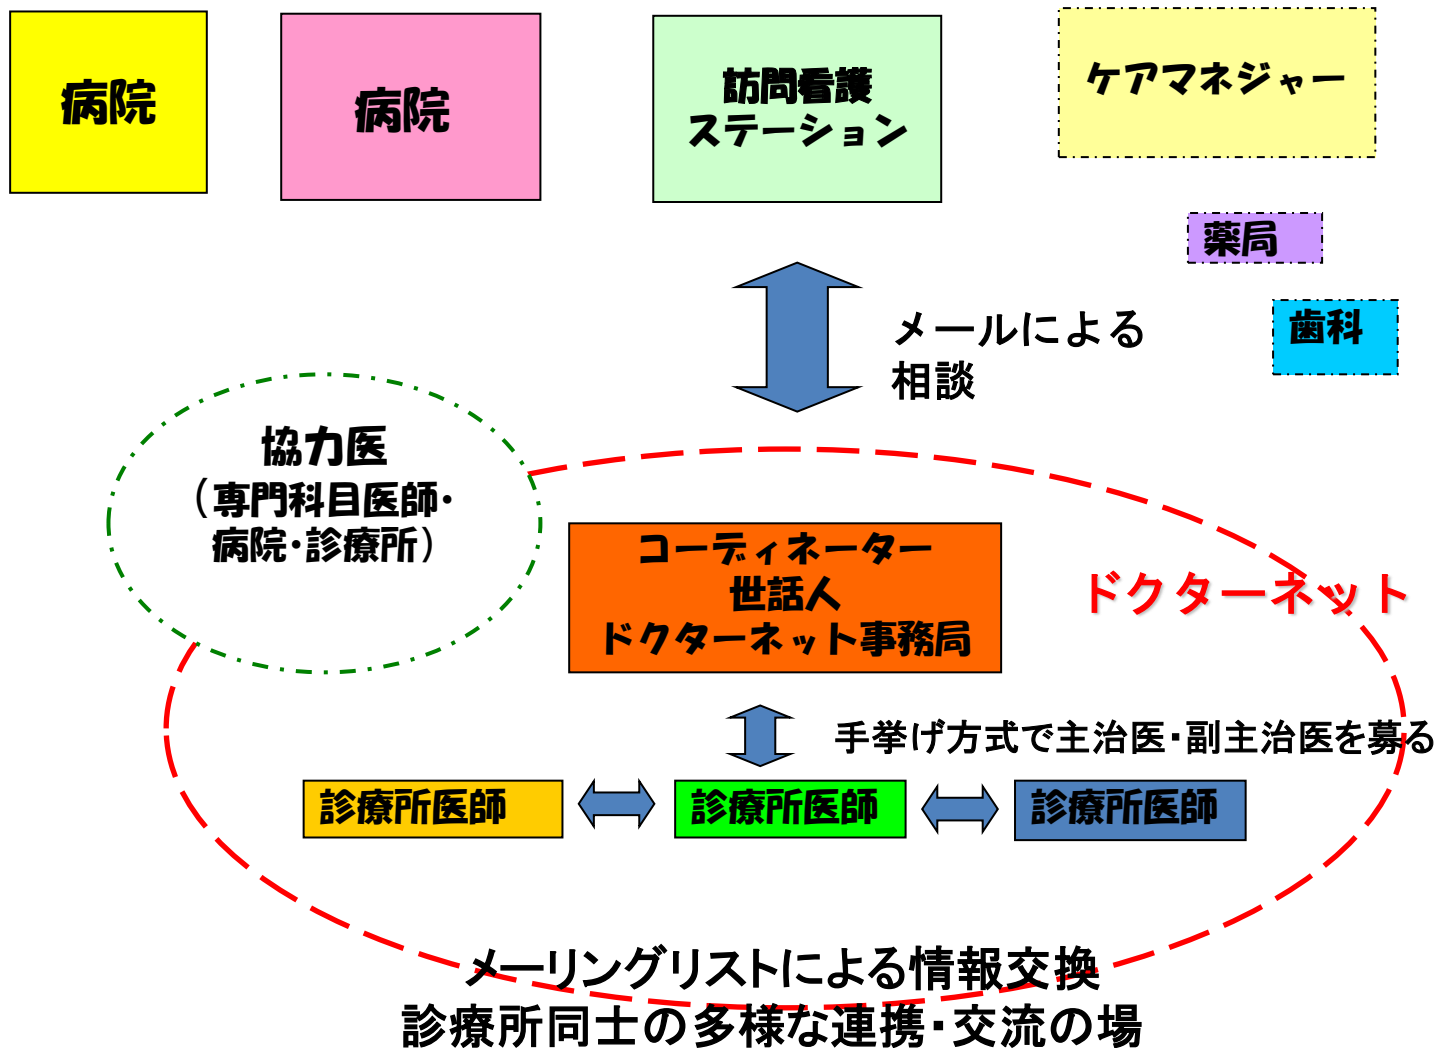 病院
病院
訪問看護
ステーション
ケアマネジャー
薬局
歯科
メールによる
相談
協力医
（専門科目医師・
病院・診療所）
コーディネーター
世話人
ドクターネット事務局
ドクターネット
手挙げ方式で主治医・副主治医を募る
診療所医師
診療所医師
診療所医師
メーリングリストによる情報交換
診療所同士の多様な連携・交流の場